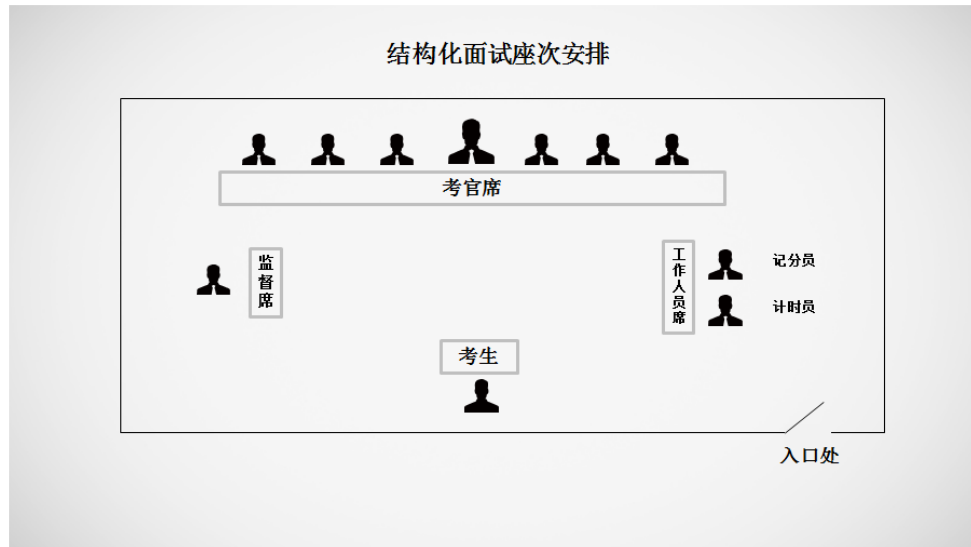 结构化面试座次安排
考官席
监督席
工作人员席
记分员
计时员
考生
入口处